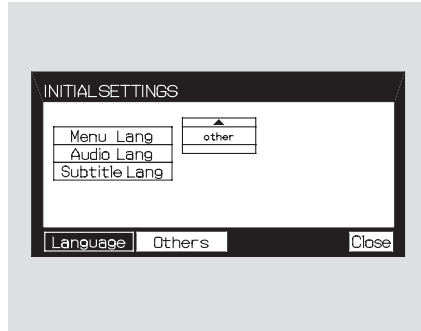 INITIAL SETTINGS
Menu Lang
other
Audio Lang
Subtitle Lang
Language
Others
Close